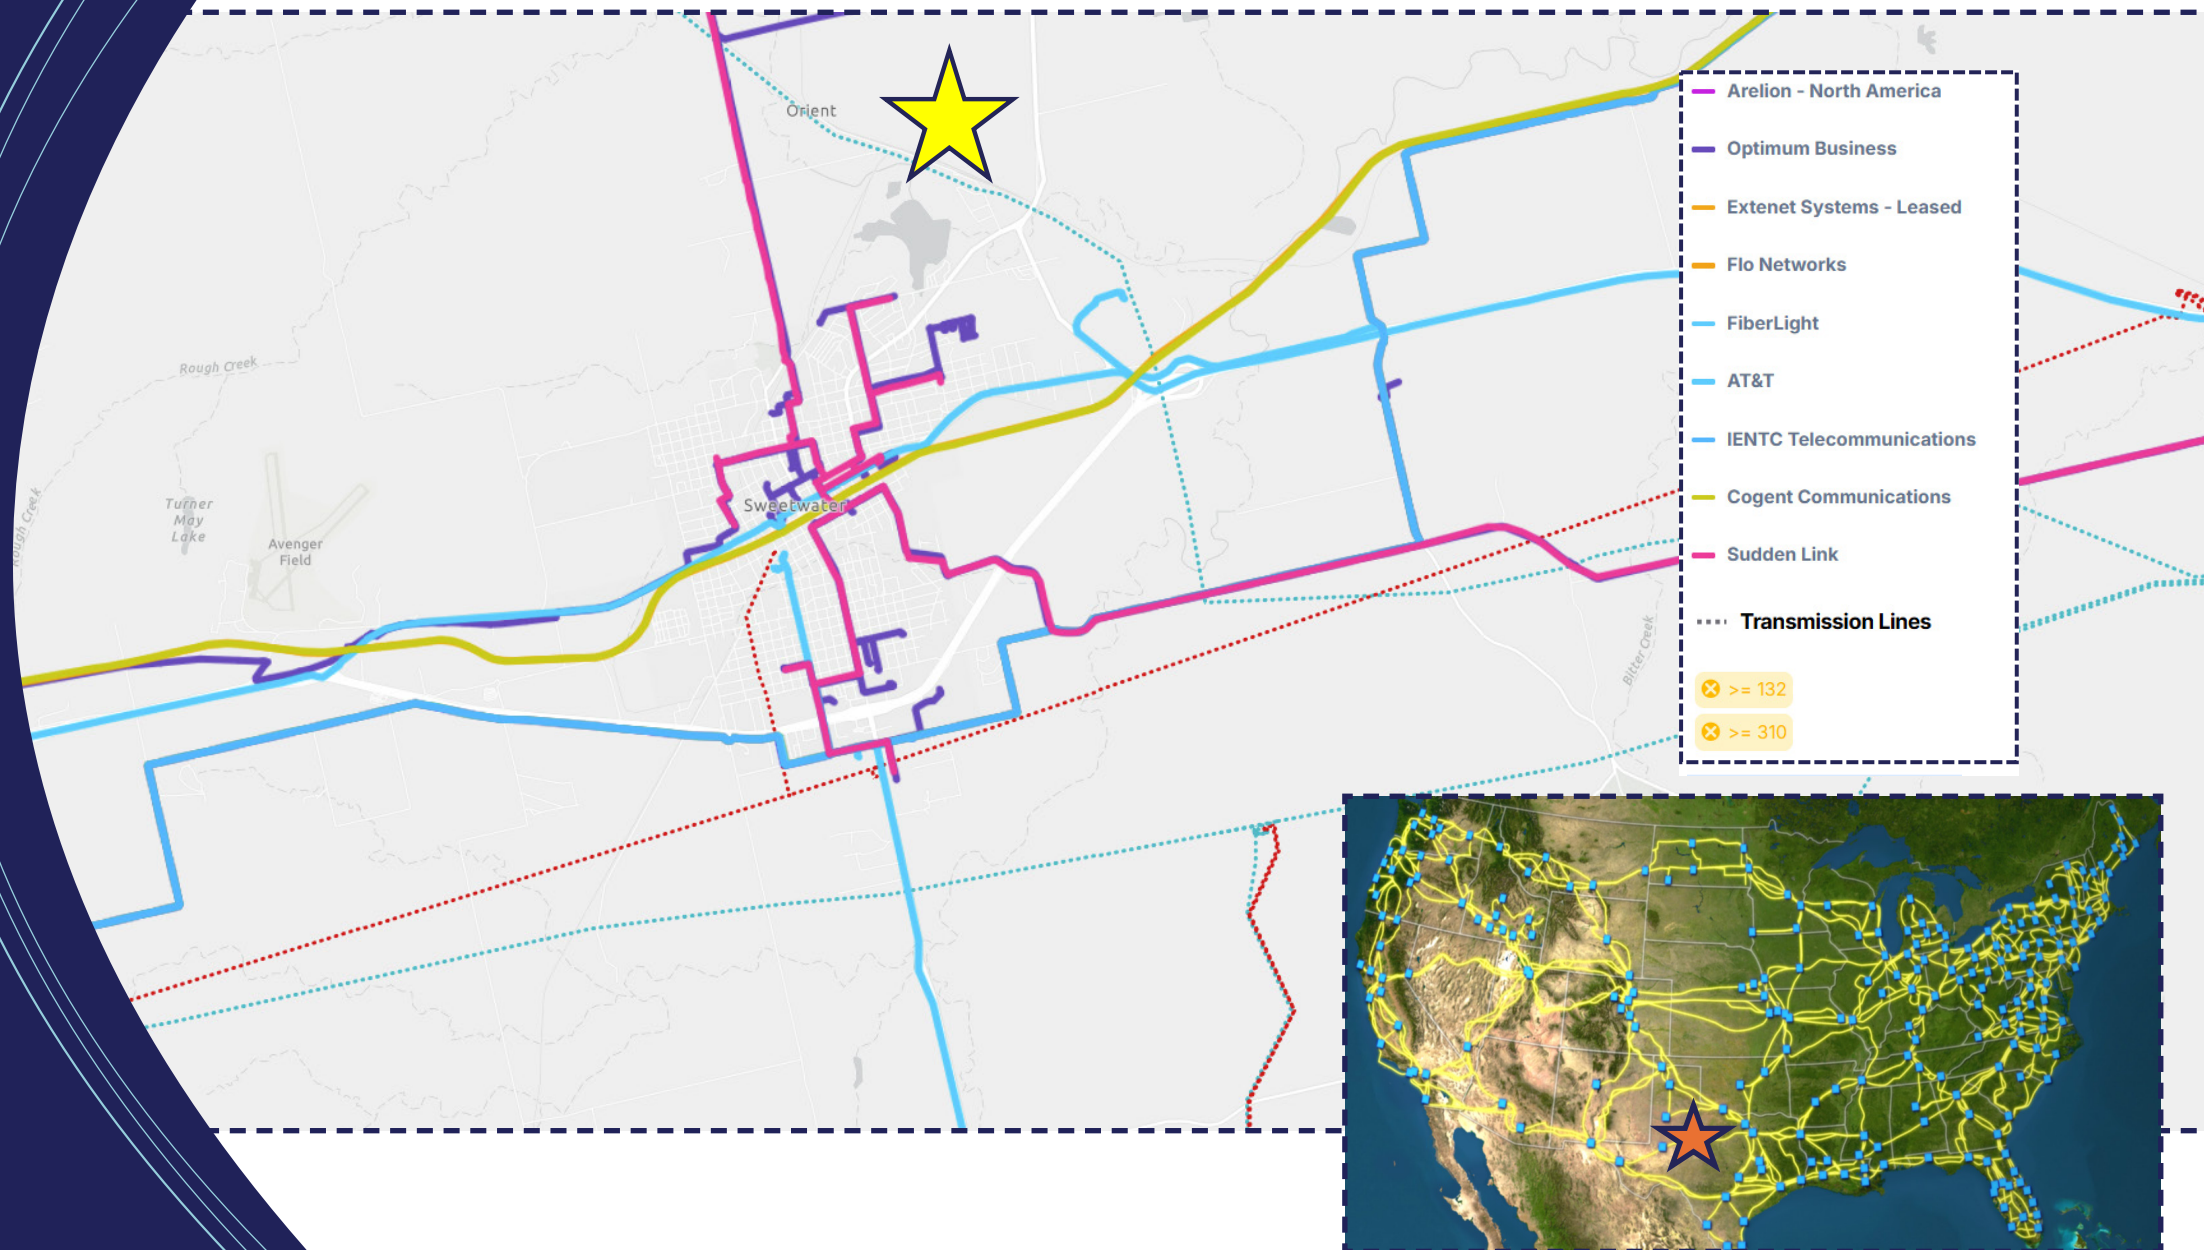 Orient
Rough Creek
Rough Creek
Turner
May
Lake
Avenger
Field
Sweetwater
Bitter Creek
Arelion - North America
Optimum Business
Extenet Systems - Leased
Flo Networks
FiberLight
AT&T
IENTC Telecommunications
Cogent Communications
Sudden Link
Transmission Lines
>= 132
>= 310